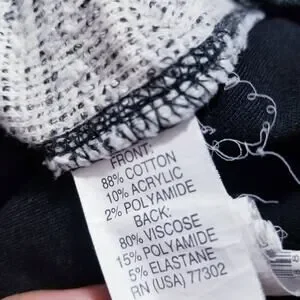 FRONT:
88% COTTON
10% ACRYLIC
2% POLYAMIDE
BACK:
80% VISCOSE
15% POLYAMIDE
5% ELASTANE
RN (USA) 77302